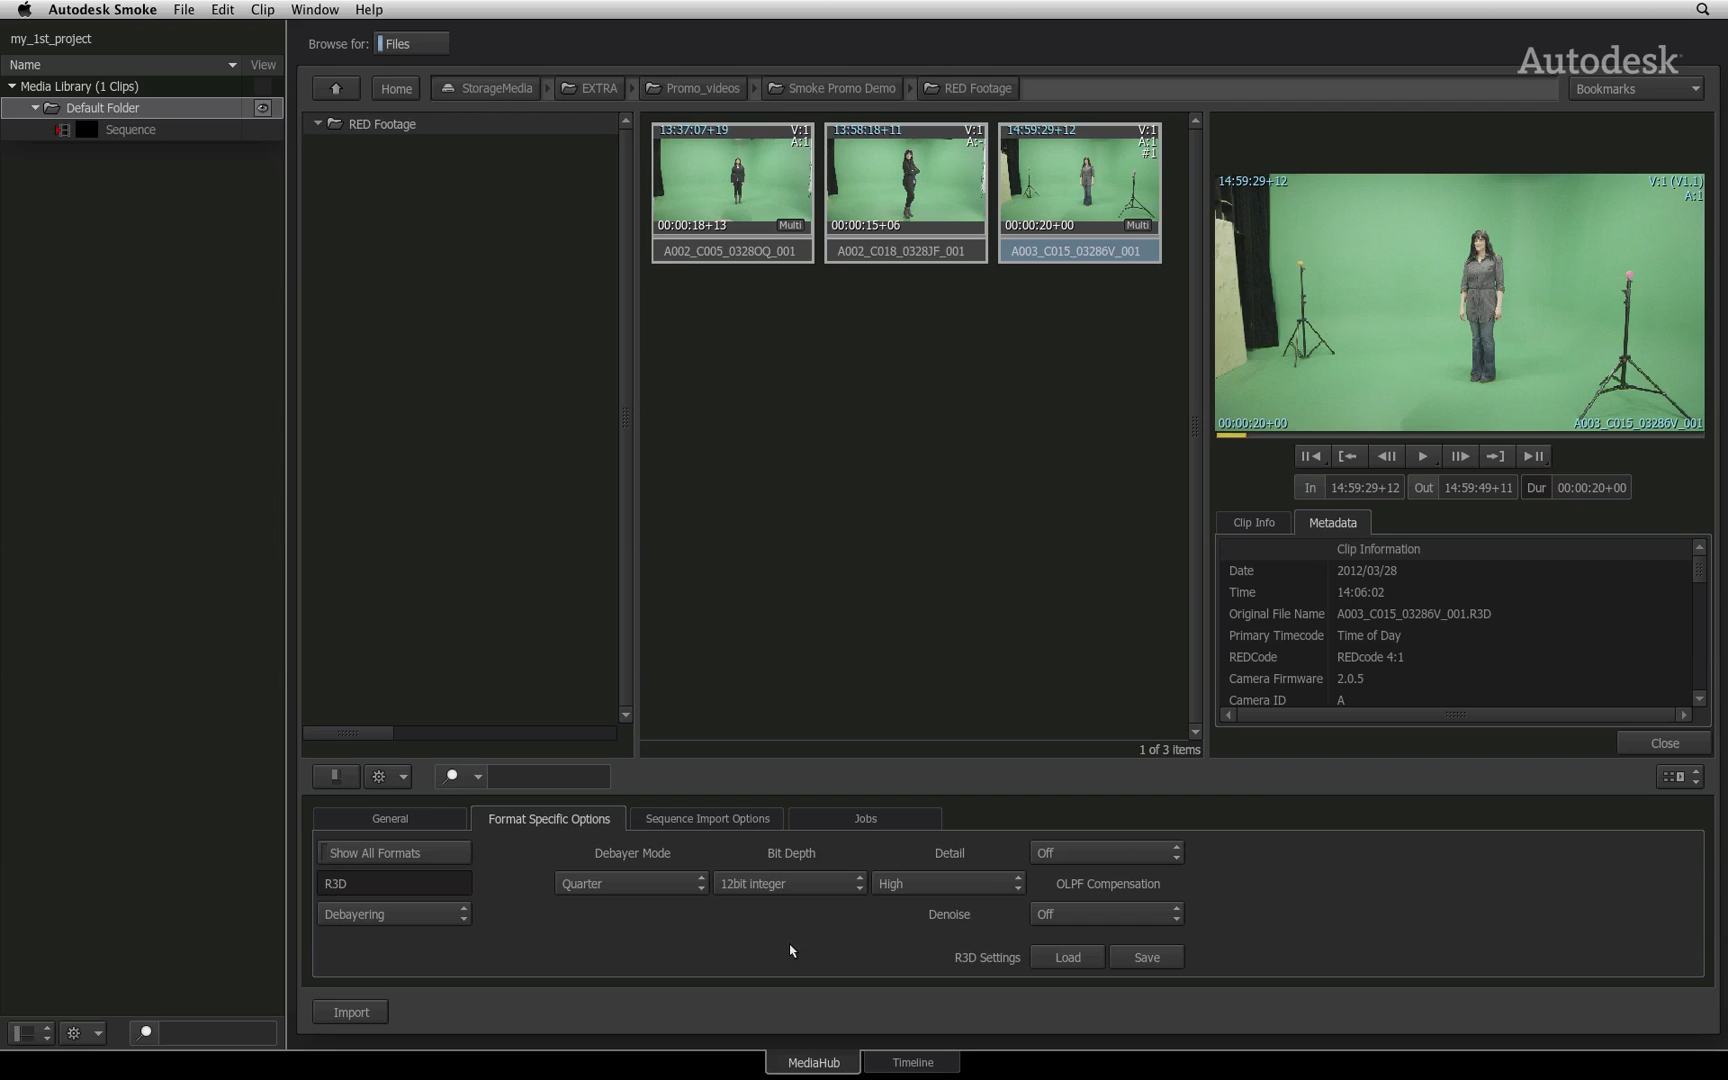 Autodesk Smoke File Edit Clip Window Help
my_1st_project
Name View
Media Library (1 Clips)
Default Folder
Sequence
Browse for: Files
Autodesk
Home StorageMedia EXTRA Promo_videos Smoke Promo Demo RED Footage Bookmarks
RED Footage
13:37:07+19 V:1
A:1
00:00:18+13 Multi
A002_C005_0328OQ_001
13:58:18+11 V:1
A:-
00:00:15+06
A002_C018_0328JF_001
14:59:29+12 V:1
A:1
#1
00:00:20+00 Multi
A003_C015_03286V_001
1 of 3 items
14:59:29+12 V:1 (V1.1)
A:1
00:00:20+00 A003_C015_03286V_001
In 14:59:29+12 Out 14:59:49+11 Dur 00:00:20+00
Clip Info Metadata
Clip Information
Date 2012/03/28
Time 14:06:02
Original File Name A003_C015_03286V_001.R3D
Primary Timecode Time of Day
REDCode REDcode 4:1
Camera Firmware 2.0.5
Camera ID A
Close
General Format Specific Options Sequence Import Options Jobs
Show All Formats Debayer Mode Bit Depth Detail Off
R3D Quarter 12bit integer High OLPF Compensation
Debayering Denoise Off
R3D Settings Load Save
Import
MediaHub Timeline